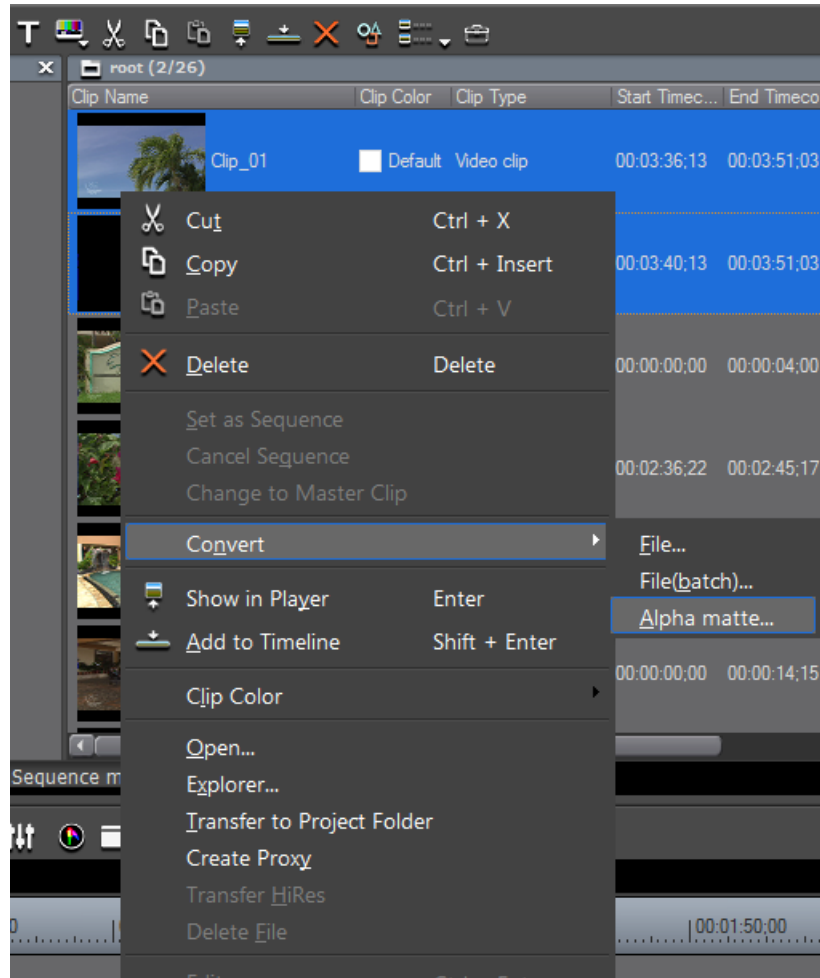 T
X root (2/26)
Clip Name Clip Color Clip Type Start Timec... End Timeco
Clip_01 Default Video clip 00:03:36;13 00:03:51;03
Cut Ctrl + X
Copy Ctrl + Insert 00:03:40;13 00:03:51;03
Paste Ctrl + V
Delete Delete 00:00:00;00 00:00:04;00
Set as Sequence
Cancel Sequence 00:02:36;22 00:02:45;17
Change to Master Clip
Convert File...
File(batch)...
Alpha matte...
Show in Player Enter
Add to Timeline Shift + Enter 00:00:00;00 00:00:14;15
Clip Color
Open...
Sequence m
Explorer...
Transfer to Project Folder
Create Proxy
Transfer HiRes
Delete File 00:01:50;00